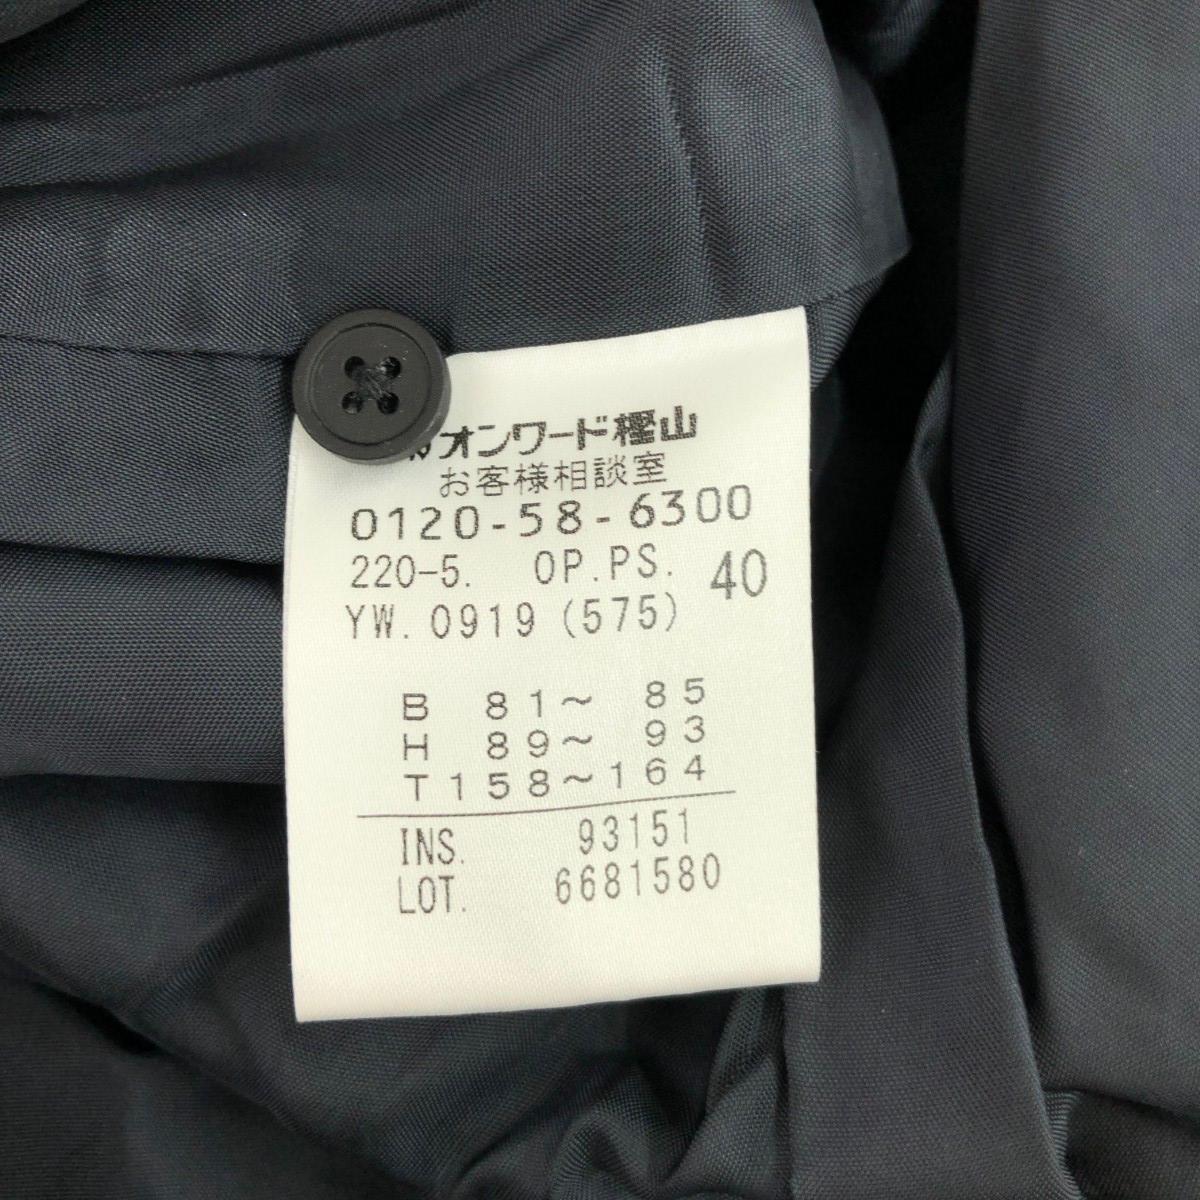 オンワード樫山
お客様相談室
0120-58-6300
220-5. OP.PS. 40
YW. 0919 (575)
B 81~ 85
H 89~ 93
T158~164
INS. 93151
LOT. 6681580